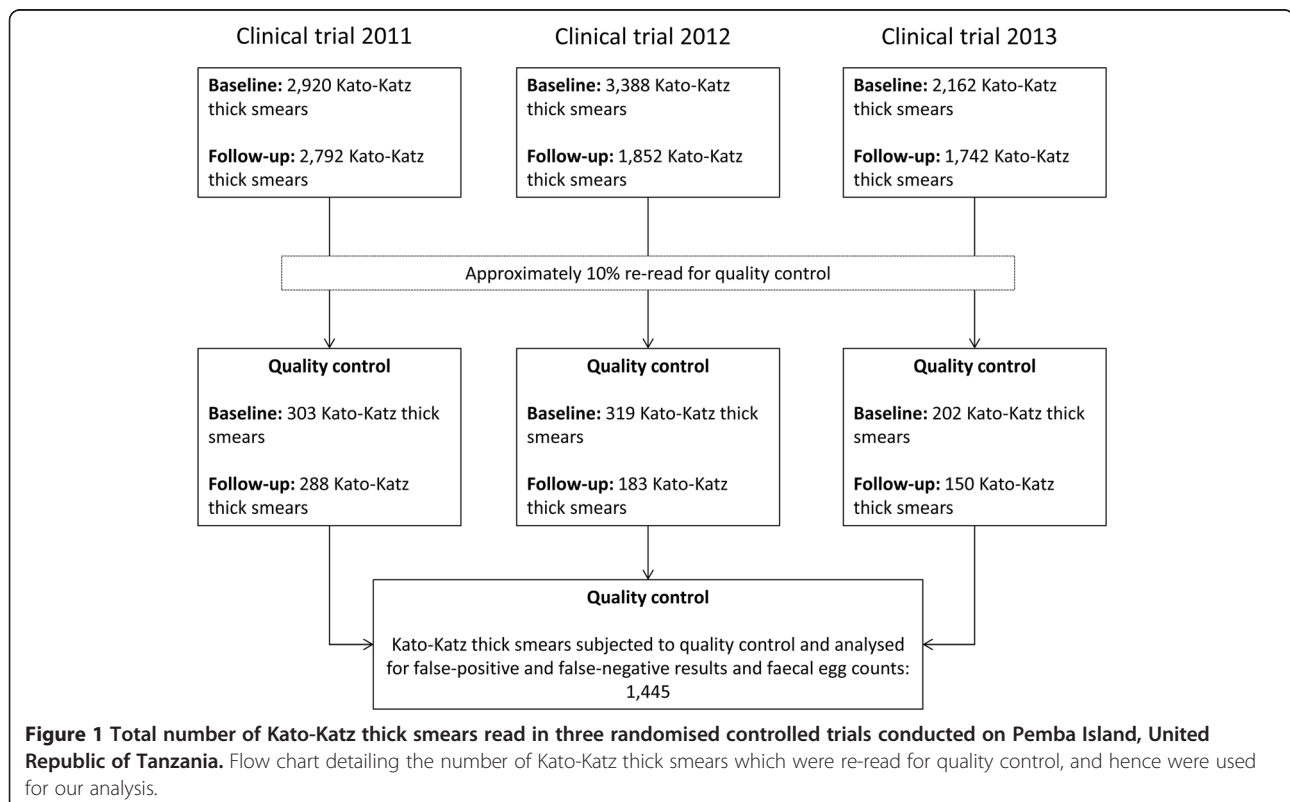 Clinical trial 2011
Clinical trial 2012
Clinical trial 2013
Baseline: 2,920 Kato-Katz
thick smears
Follow-up: 2,792 Kato-Katz
thick smears
Baseline: 3,388 Kato-Katz
thick smears
Follow-up: 1,852 Kato-Katz
thick smears
Baseline: 2,162 Kato-Katz
thick smears
Follow-up: 1,742 Kato-Katz
thick smears
Approximately 10% re-read for quality control
Quality control
Baseline: 303 Kato-Katz thick
smears
Follow-up: 288 Kato-Katz
thick smears
Quality control
Baseline: 319 Kato-Katz thick
smears
Follow-up: 183 Kato-Katz
thick smears
Quality control
Baseline: 202 Kato-Katz thick
smears
Follow-up: 150 Kato-Katz
thick smears
Quality control
Kato-Katz thick smears subjected to quality control and analysed
for false-positive and false-negative results and faecal egg counts:
1,445
Figure 1 Total number of Kato-Katz thick smears read in three randomised controlled trials conducted on Pemba Island, United
Republic of Tanzania. Flow chart detailing the number of Kato-Katz thick smears which were re-read for quality control, and hence were used
for our analysis.